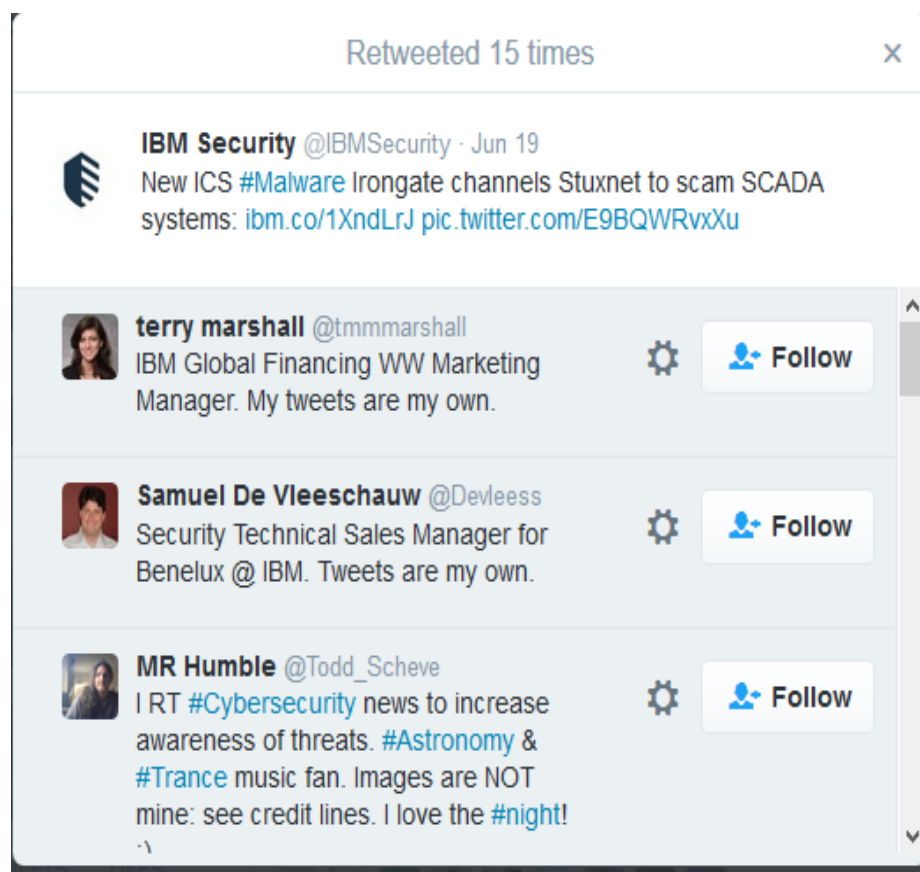 Retweeted 15 times
IBM Security @IBMSecurity · Jun 19
New ICS #Malware Irongate channels Stuxnet to scam SCADA
systems: ibm.co/1XndLrJ pic.twitter.com/E9BQWRvxXu
terry marshall @tmmmarshall
IBM Global Financing WW Marketing
Manager. My tweets are my own.
Follow
Samuel De Vleeschauw @Devleess
Security Technical Sales Manager for
Benelux @ IBM. Tweets are my own.
Follow
MR Humble @Todd_Scheve
I RT #Cybersecurity news to increase
awareness of threats. #Astronomy &
#Trance music fan. Images are NOT
mine: see credit lines. I love the #night!
:)
Follow